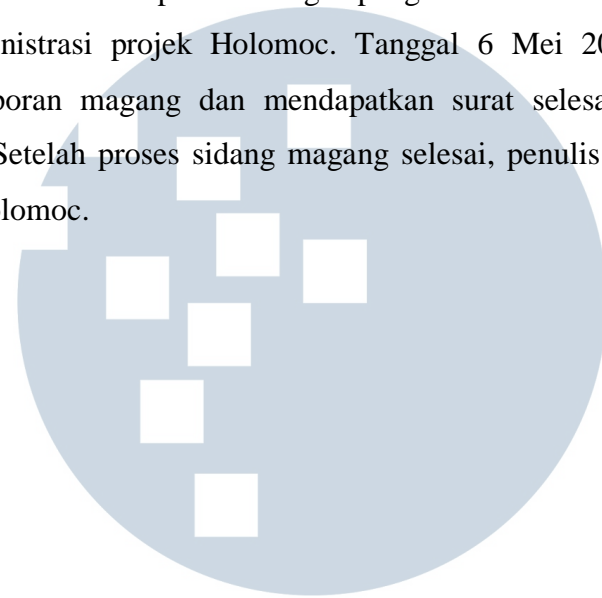 nistrasi projek Holomoc. Tanggal 6 Mei 20
poran magang dan mendapatkan surat selesa
Setelah proses sidang magang selesai, penulis
lomoc.